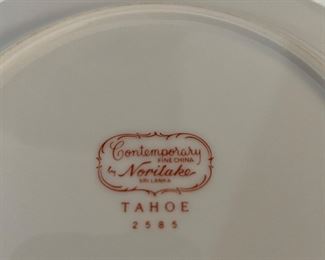 Contemporary
FINE CHINA
by Noritake
SRI LANKA
TAHOE
2585